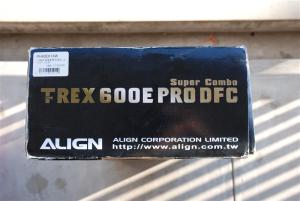 Super Combo
T-REX 600E PRO DFC
ALIGN
ALIGN CORPORATION LIMITED
http://www.align.com.tw